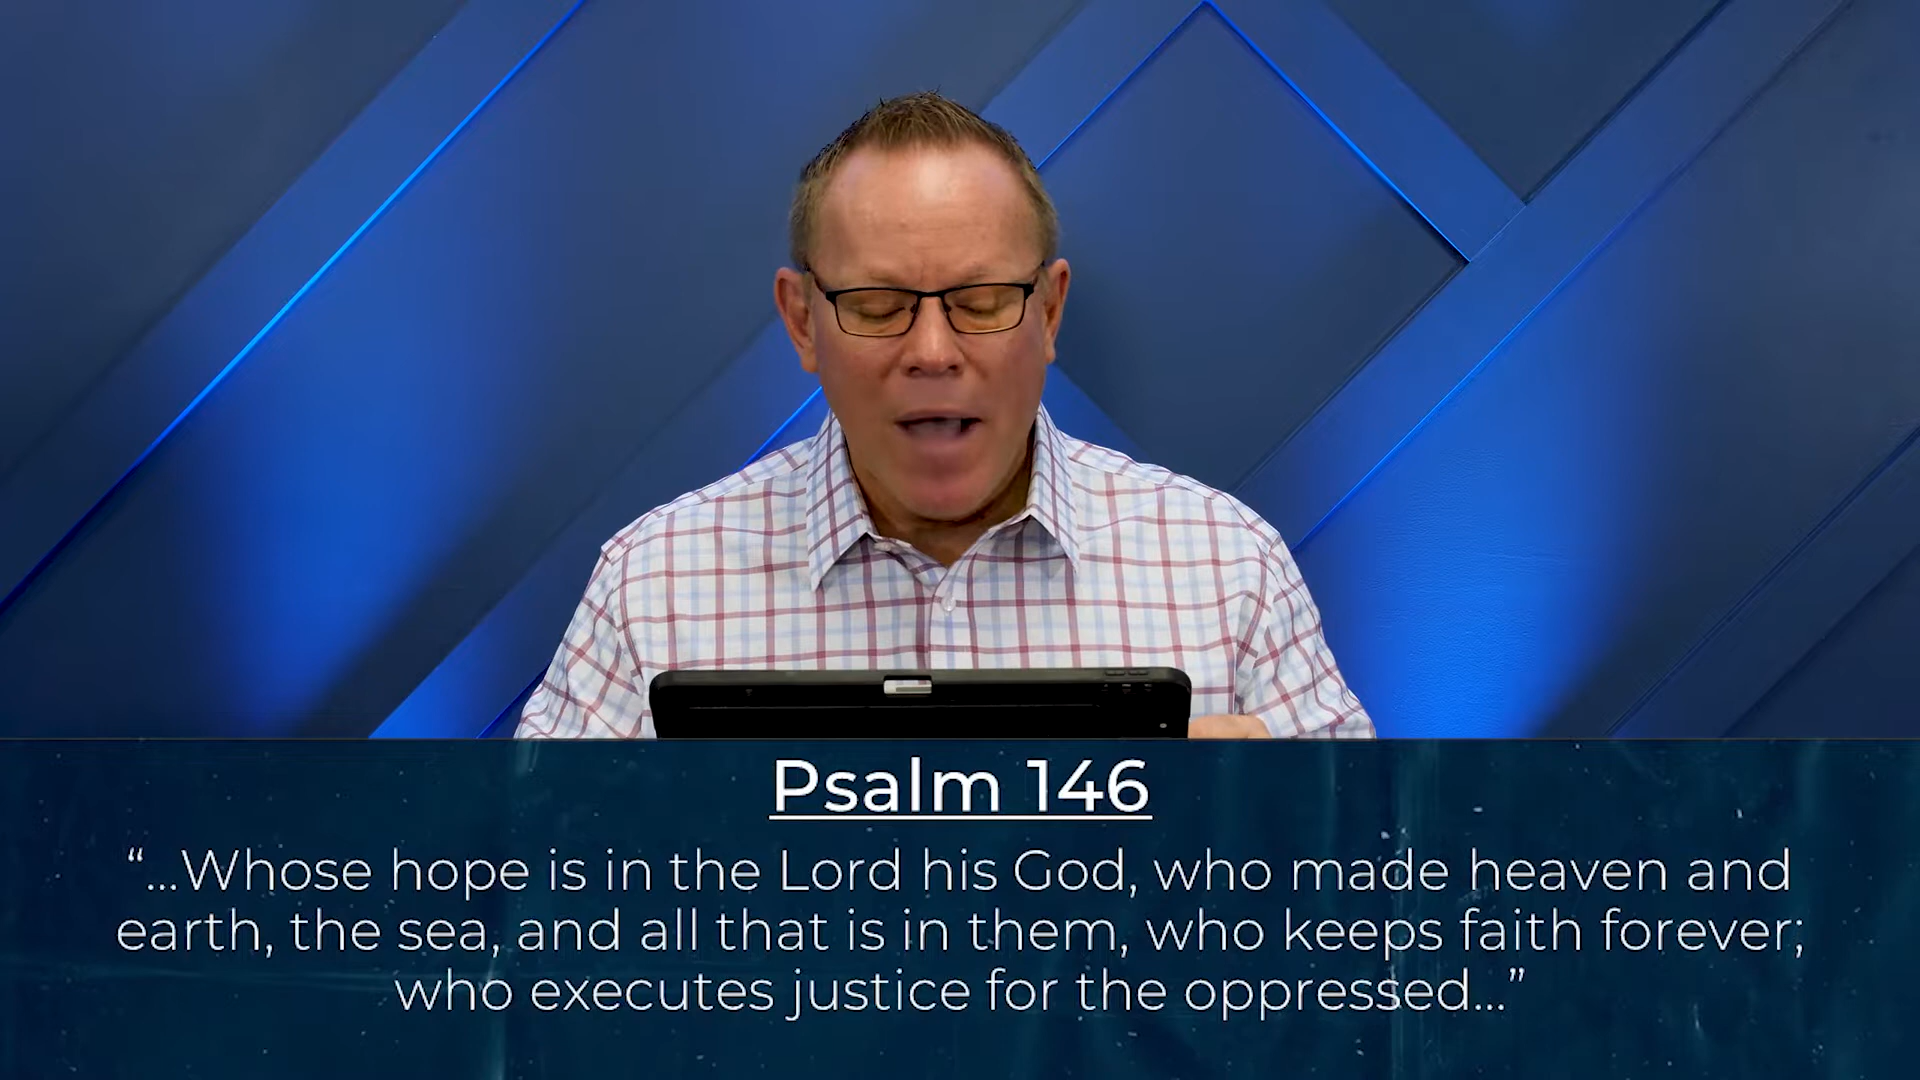 Psalm 146
“...Whose hope is in the Lord his God, who made heaven and
earth, the sea, and all that is in them, who keeps faith forever;
who executes justice for the oppressed...”